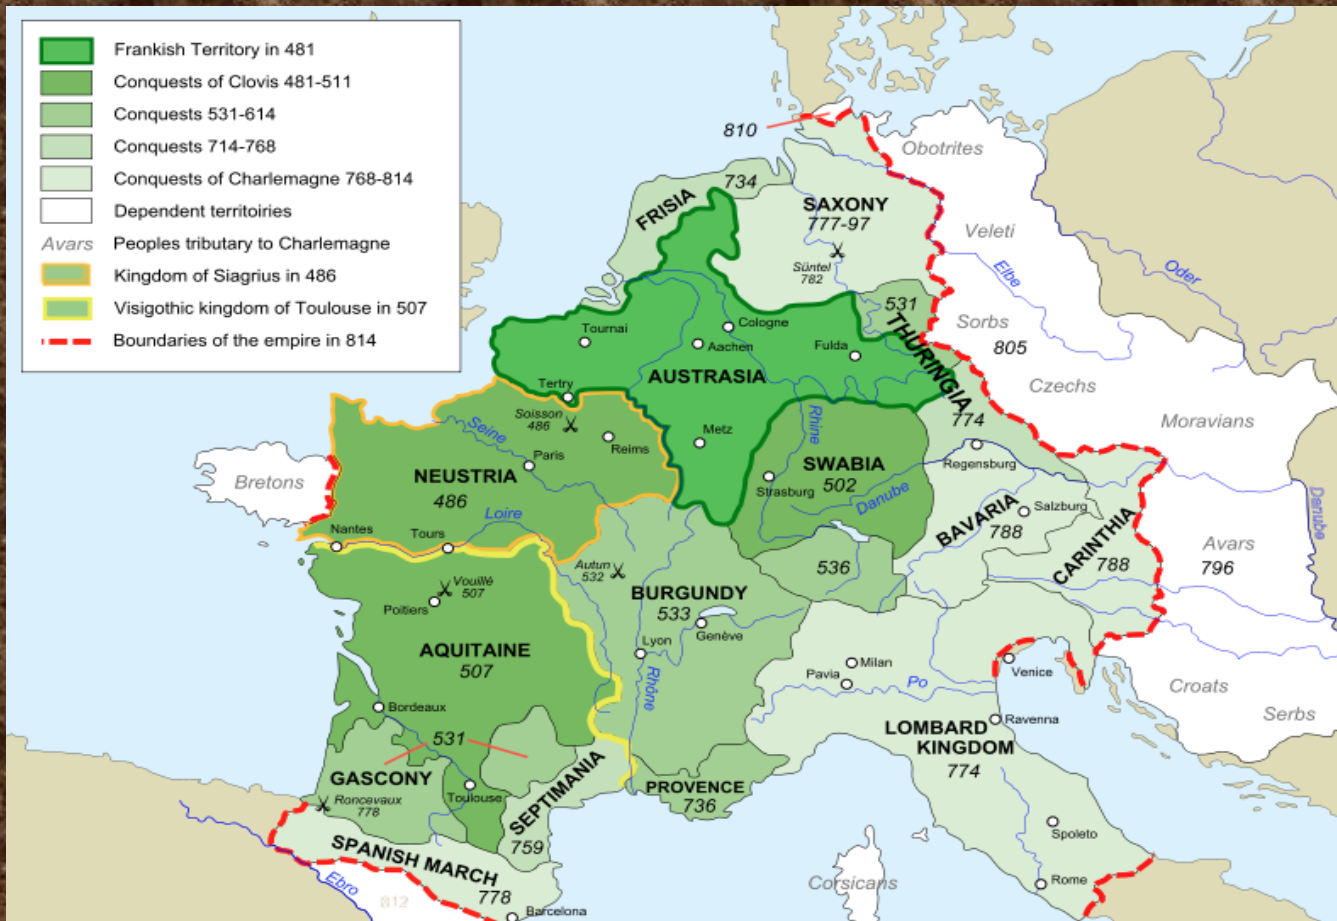 Frankish Territory in 481
Conquests of Clovis 481-511
Conquests 531-614
Conquests 714-768
Conquests of Charlemagne 768-814
Dependent territoiries
Avars Peoples tributary to Charlemagne
Kingdom of Siagrius in 486
Visigothic kingdom of Toulouse in 507
Boundaries of the empire in 814
810
Obotrites
734
FRISIA
SAXONY
777-97
Veleti
Süntel
782
Elbe
Oder
531
THURINGIA
774
Sorbs
805
Czechs
Moravians
Tournai
Cologne
Aachen
Fulda
AUSTRASIA
Tertry
Soisson
486
Seine
Reims
Metz
Rhine
Paris
NEUSTRIA
486
Bretons
SWABIA
502
Strasburg
Danube
Regensburg
Salzburg
BAVARIA
788
CARINTHIA
788
Danube
Avars
796
Nantes
Tours
Loire
Autun
532
536
Vouillé
507
Poitiers
BURGUNDY
533
Genève
Lyon
Rhône
AQUITAINE
507
Milan
Pavia
Po
Venice
Croats
Serbs
Bordeaux
Ravenna
LOMBARD
KINGDOM
774
531
GASCONY
Roncevaux
778
Toulouse
SEPTIMANIA
759
PROVENCE
736
Spoleto
SPANISH MARCH
778
Ebro
812
Barcelona
Corsicans
Rome